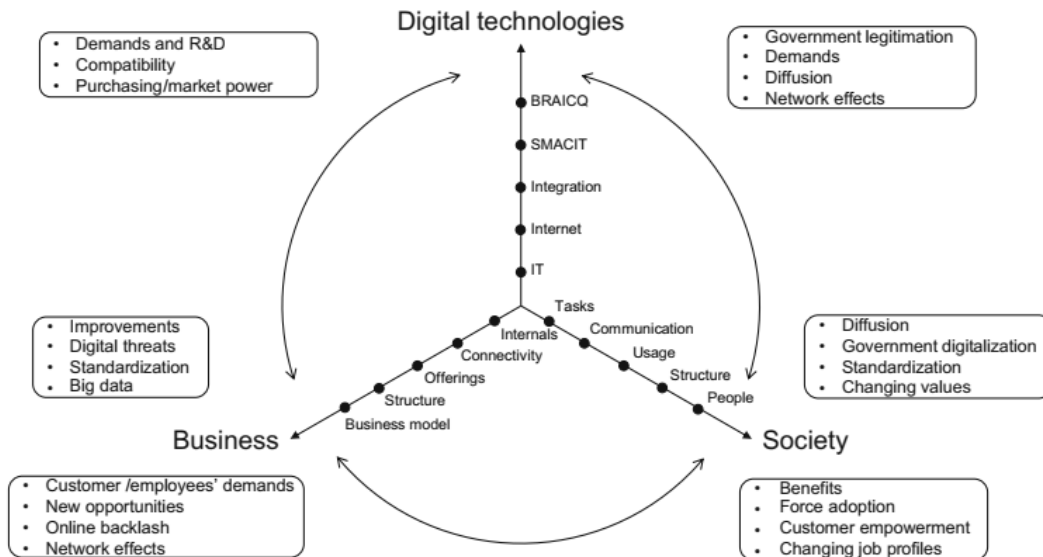 Digital technologies
• Demands and R&D
• Compatibility
• Purchasing/market power
• Government legitimation
• Demands
• Diffusion
• Network effects
BRAICQ
SMACIT
Integration
Internet
IT
Tasks
Internals
Communication
Connectivity
Usage
Offerings
Structure
Structure
People
Business model
• Improvements
• Digital threats
• Standardization
• Big data
• Diffusion
• Government digitalization
• Standardization
• Changing values
Business
Society
• Customer /employees' demands
• New opportunities
• Online backlash
• Network effects
• Benefits
• Force adoption
• Customer empowerment
• Changing job profiles